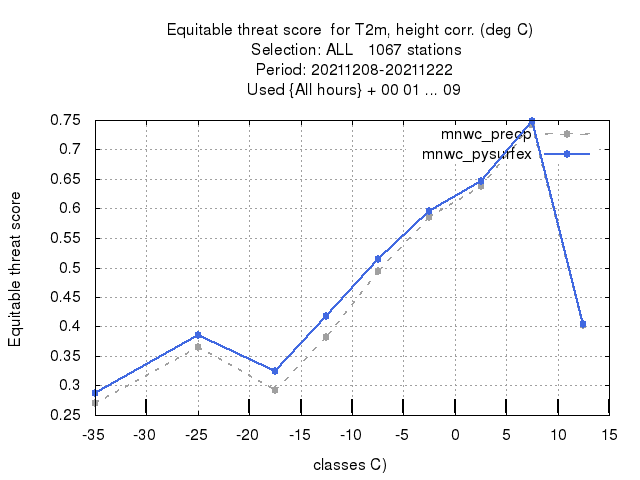 Equitable threat score  for T2m, height corr. (deg C)
Selection: ALL   1067 stations
Period: 20211208-20211222
Used {All hours} + 00 01 ... 09
mnwc_preop
mnwc_pysurfex
Equitable threat score
0.75
0.7
0.65
0.6
0.55
0.5
0.45
0.4
0.35
0.3
0.25
-35 -30 -25 -20 -15 -10 -5 0 5 10 15
classes C)